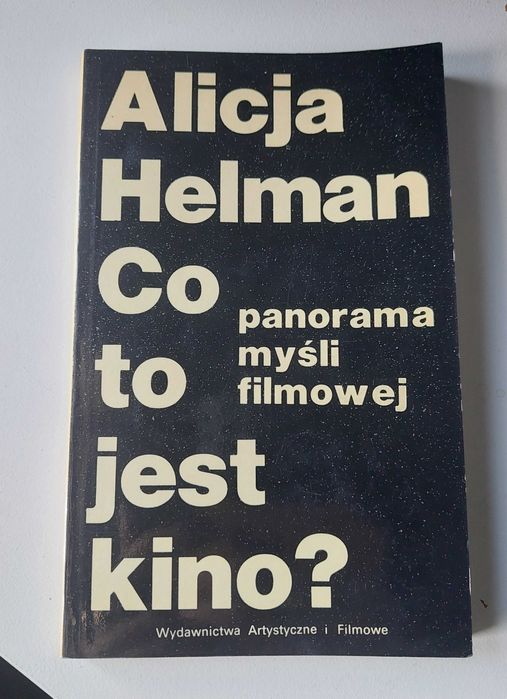 Alicja
Helman
Co
to
jest
kino?
panorama
myśli
filmowej
Wydawnictwa Artystyczne i Filmowe